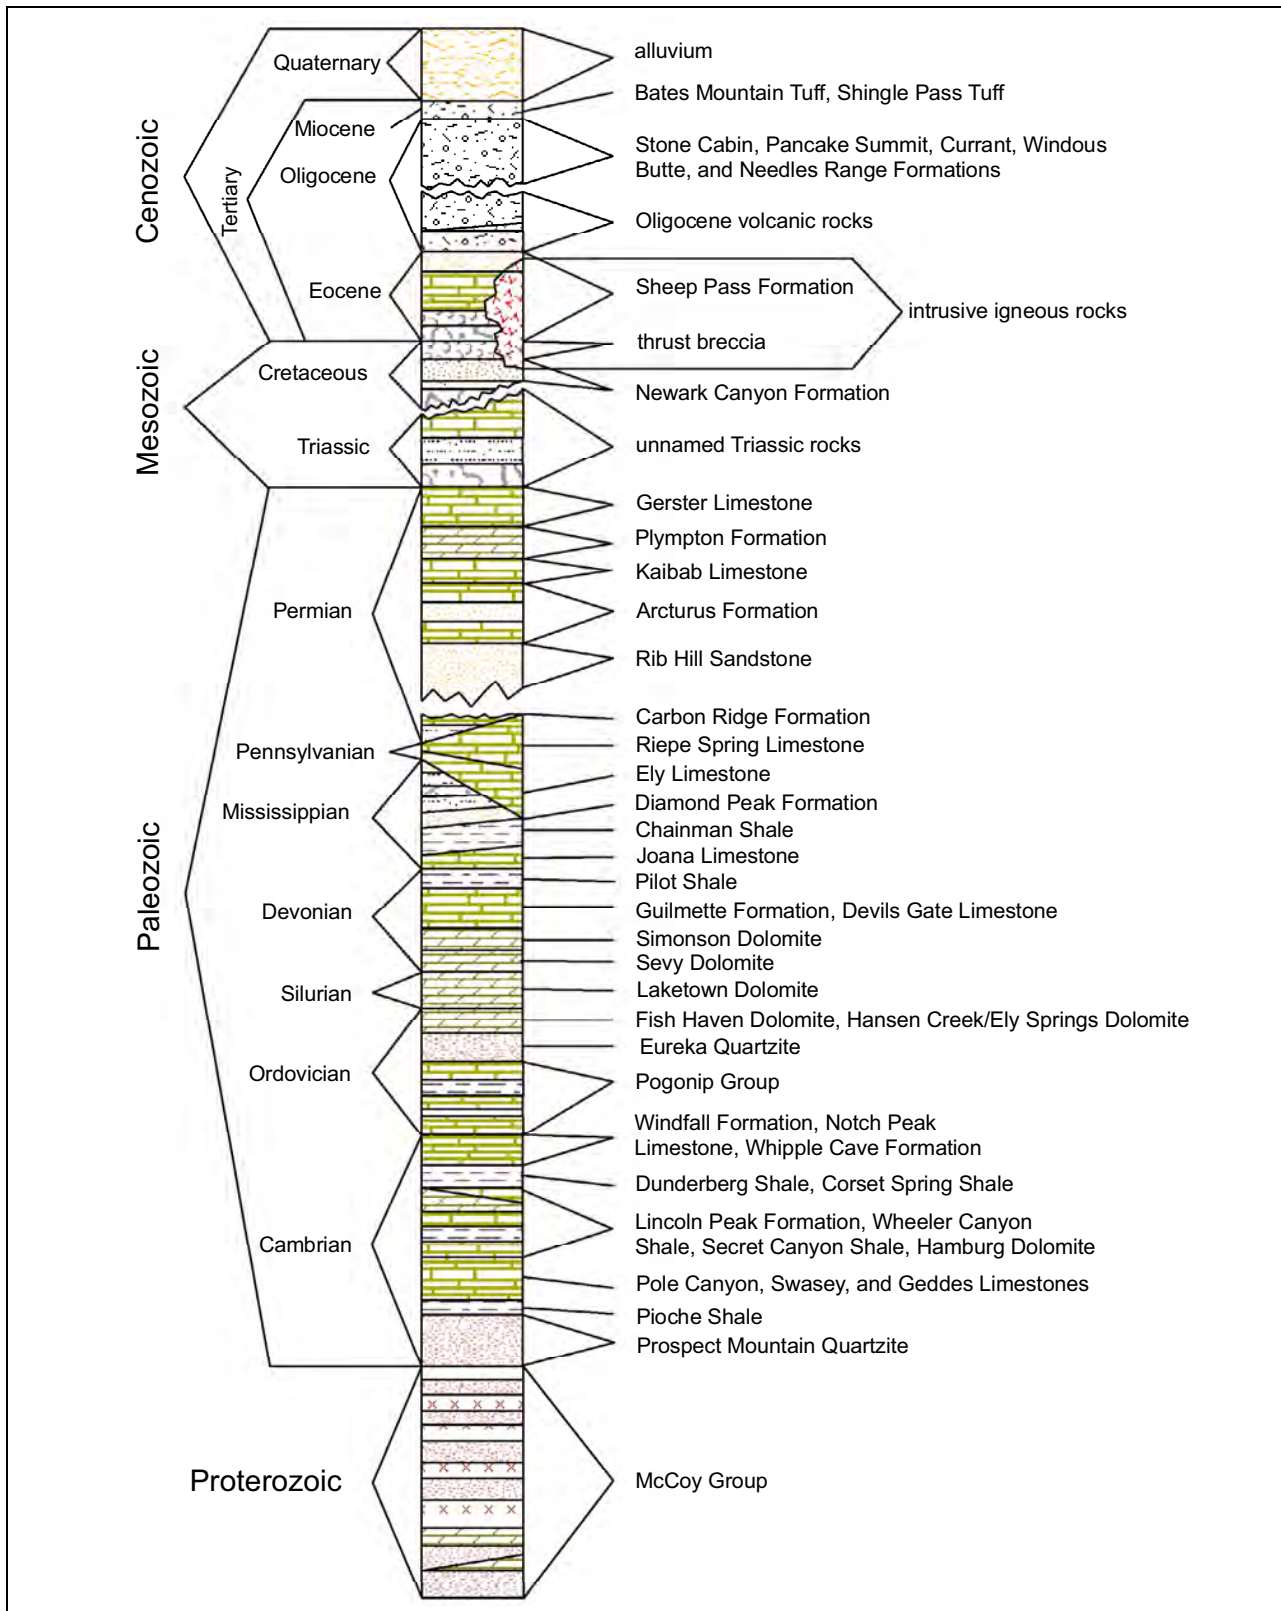 Cenozoic
Tertiary
Quaternary
Miocene
Oligocene
Eocene
Mesozoic
Cretaceous
Triassic
Paleozoic
Permian
Pennsylvanian
Mississippian
Devonian
Silurian
Ordovician
Cambrian
Proterozoic
alluvium
Bates Mountain Tuff, Shingle Pass Tuff
Stone Cabin, Pancake Summit, Currant, Windous
Butte, and Needles Range Formations
Oligocene volcanic rocks
Sheep Pass Formation
intrusive igneous rocks
thrust breccia
Newark Canyon Formation
unnamed Triassic rocks
Gerster Limestone
Plympton Formation
Kaibab Limestone
Arcturus Formation
Rib Hill Sandstone
Carbon Ridge Formation
Riepe Spring Limestone
Ely Limestone
Diamond Peak Formation
Chainman Shale
Joana Limestone
Pilot Shale
Guilmette Formation, Devils Gate Limestone
Simonson Dolomite
Sevy Dolomite
Laketown Dolomite
Fish Haven Dolomite, Hansen Creek/Ely Springs Dolomite
Eureka Quartzite
Pogonip Group
Windfall Formation, Notch Peak
Limestone, Whipple Cave Formation
Dunderberg Shale, Corset Spring Shale
Lincoln Peak Formation, Wheeler Canyon
Shale, Secret Canyon Shale, Hamburg Dolomite
Pole Canyon, Swasey, and Geddes Limestones
Pioche Shale
Prospect Mountain Quartzite
McCoy Group